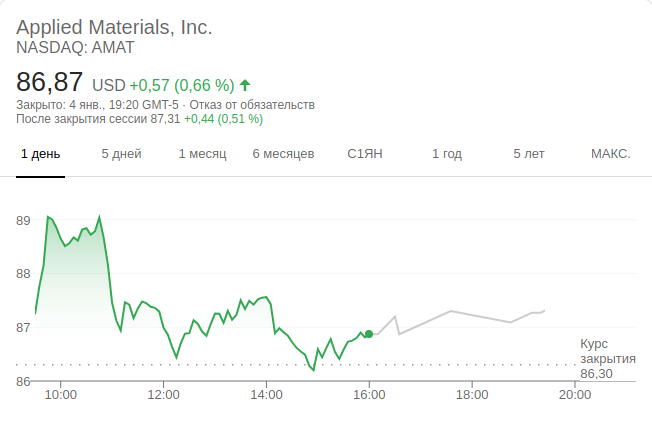 Applied Materials, Inc.
NASDAQ: AMAT
86,87 USD +0,57 (0,66 %)
Закрыто: 4 янв., 19:20 GMT-5 · Отказ от обязательств
После закрытия сессии 87,31 +0,44 (0,51 %)
1 день 5 дней 1 месяц 6 месяцев С1ЯН 1 год 5 лет МАКС.
89
88
87
Курс
закрытия
86,30
86
10:00 12:00 14:00 16:00 18:00 20:00